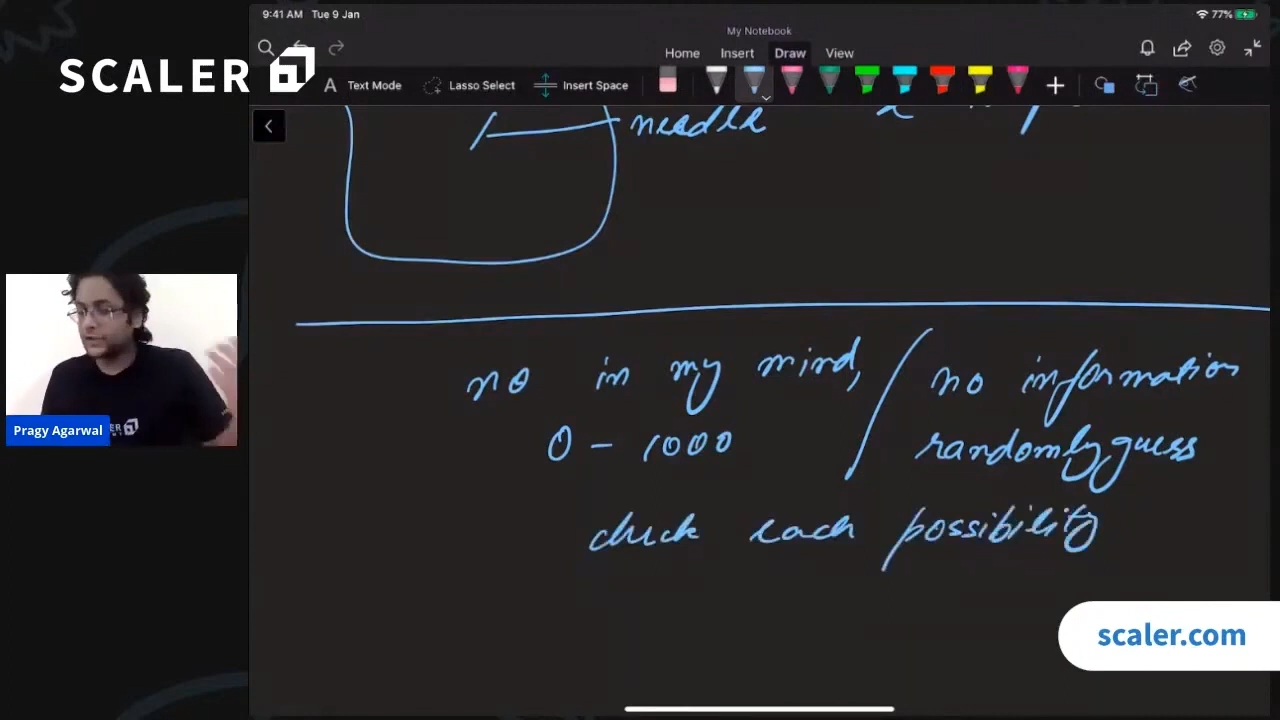 9:41 AM Tue 9 Jan
77%
My Notebook
SCALER
Home Insert Draw View
Text Mode Lasso Select Insert Space
needle
no in my mind, / no information
0 - 1000 randomly guess
check each possibility
Pragy Agarwal
scaler.com